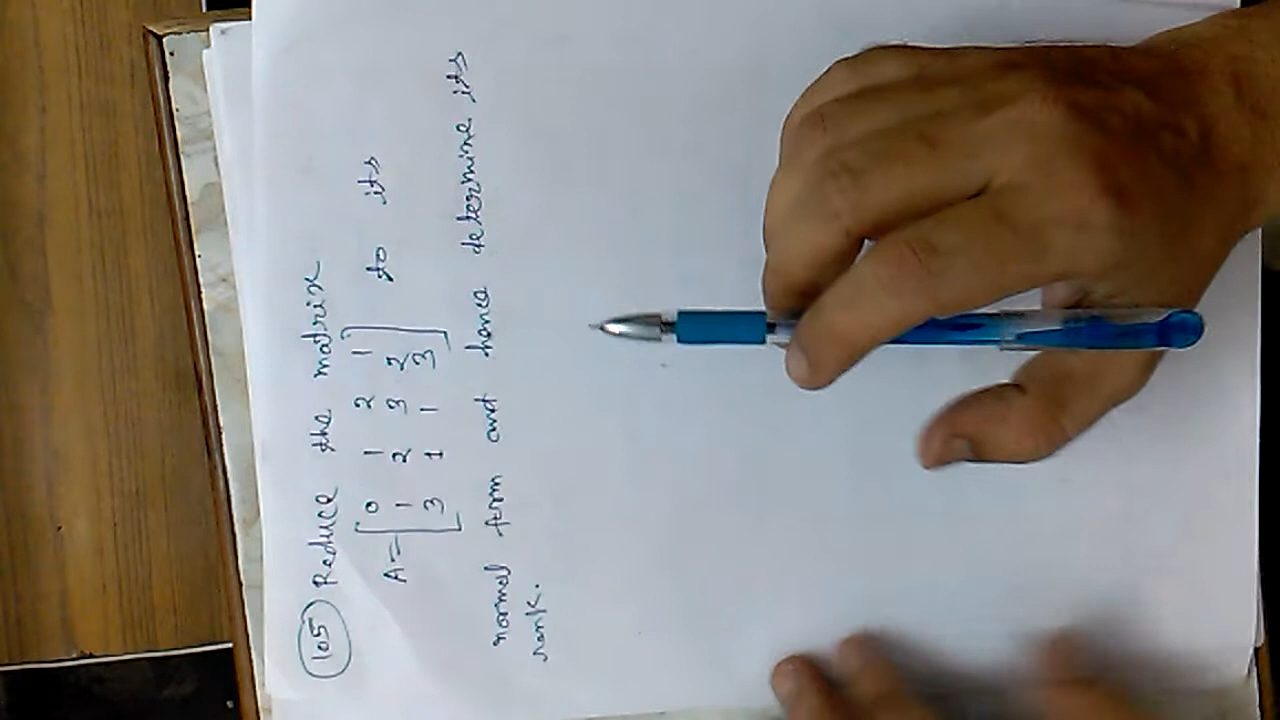 105 Reduce the matrix
A = [0 1 2 1
1 2 3 2
3 1 1 3] to its
normal form and hence determine its
rank.